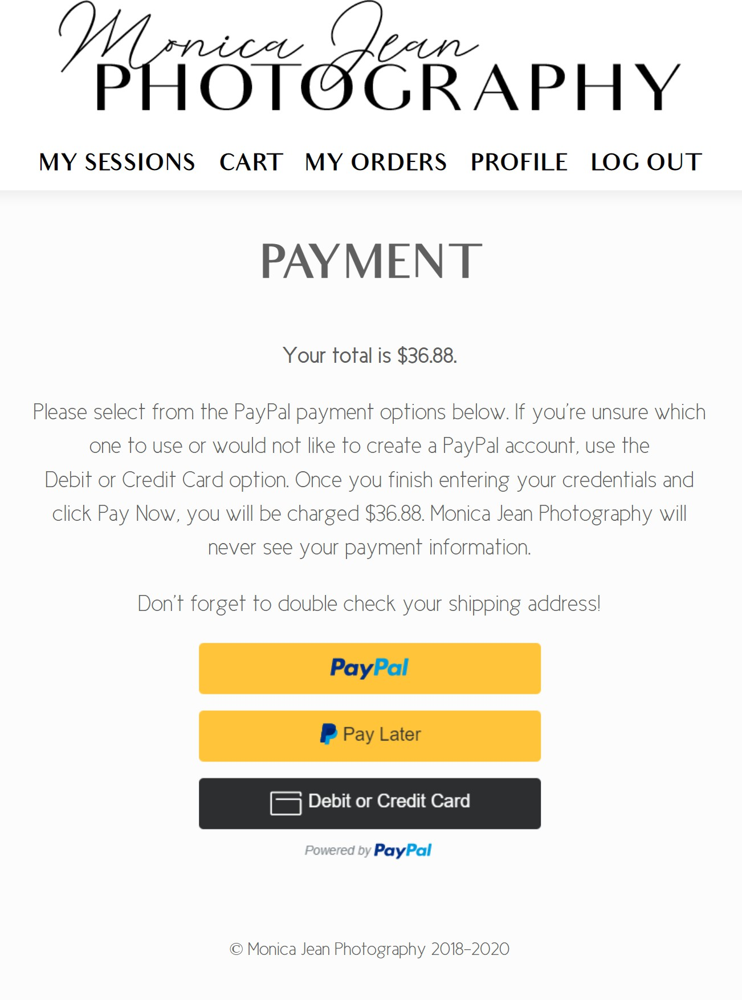 Monica Jean
PHOTOGRAPHY
MY SESSIONS CART MY ORDERS PROFILE LOG OUT
PAYMENT
Your total is $36.88.
Please select from the PayPal payment options below. If you're unsure which
one to use or would not like to create a PayPal account, use the
Debit or Credit Card option. Once you finish entering your credentials and
click Pay Now, you will be charged $36.88. Monica Jean Photography will
never see your payment information.
Don't forget to double check your shipping address!
PayPal
Pay Later
Debit or Credit Card
Powered by PayPal
© Monica Jean Photography 2018-2020